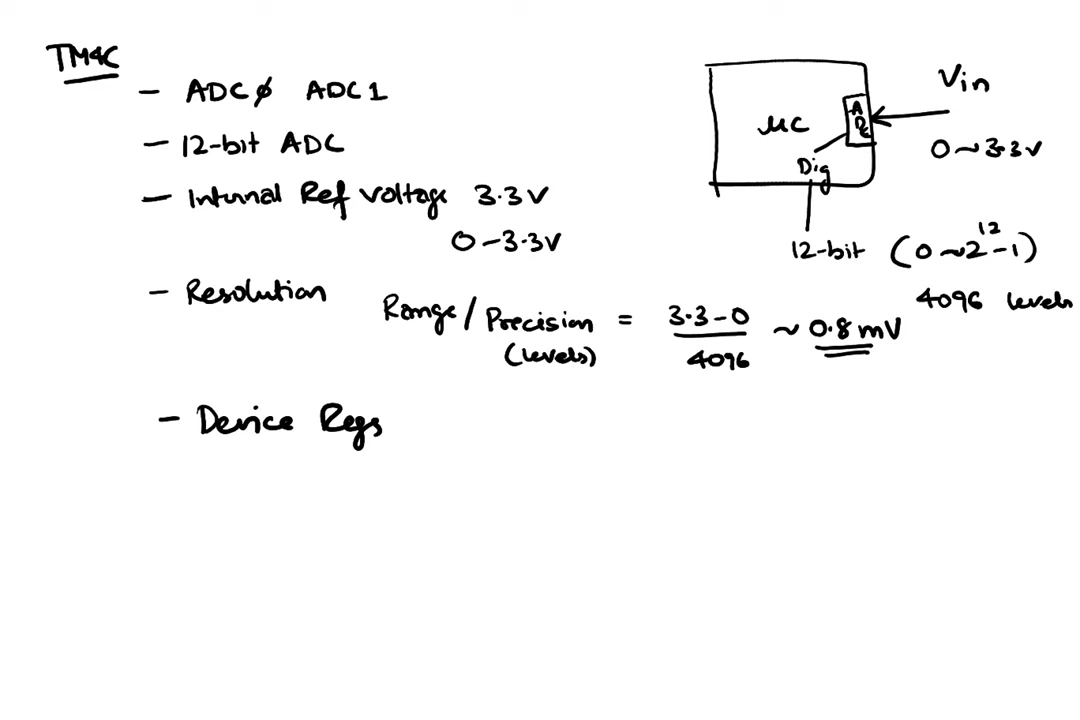 TM4C
- ADC0 ADC1
- 12-bit ADC
- Internal Ref Voltage 3.3V
0-3.3V
- Resolution
Range/Precision (levels) = 3.3-0/4096 ~ 0.8mV
- Device Regs
μC
ADC
Dig
Vin
0~3.3V
12-bit (0~2^12-1)
4096 levels